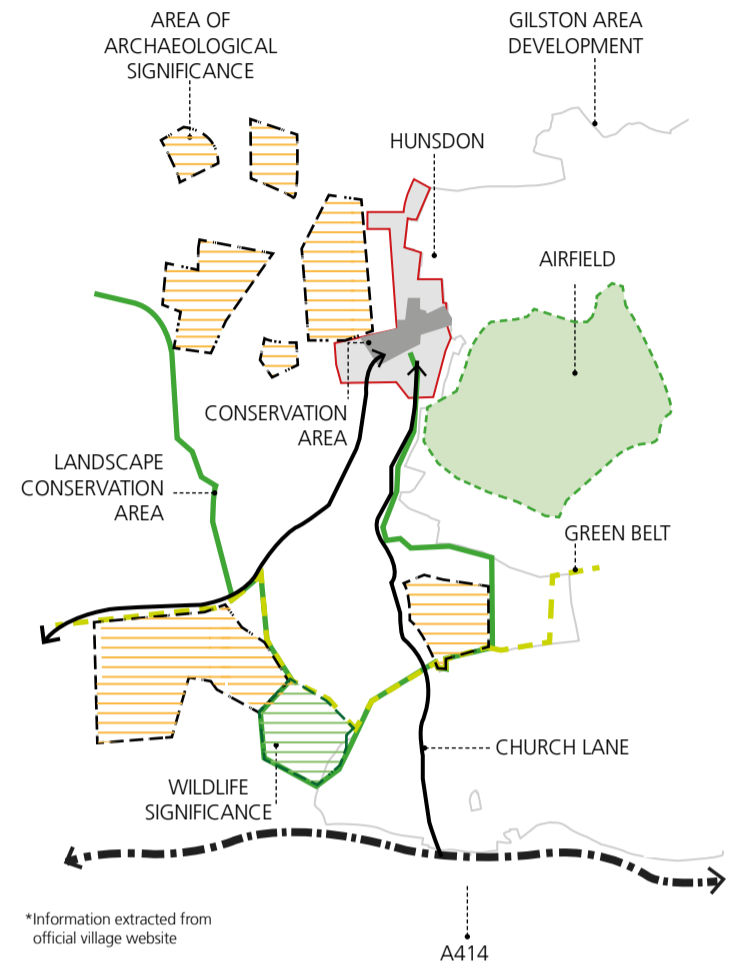 AREA OF
ARCHAEOLOGICAL
SIGNIFICANCE
GILSTON AREA
DEVELOPMENT
HUNSDON
AIRFIELD
CONSERVATION
AREA
LANDSCAPE
CONSERVATION
AREA
GREEN BELT
CHURCH LANE
WILDLIFE
SIGNIFICANCE
*Information extracted from
official village website
A414